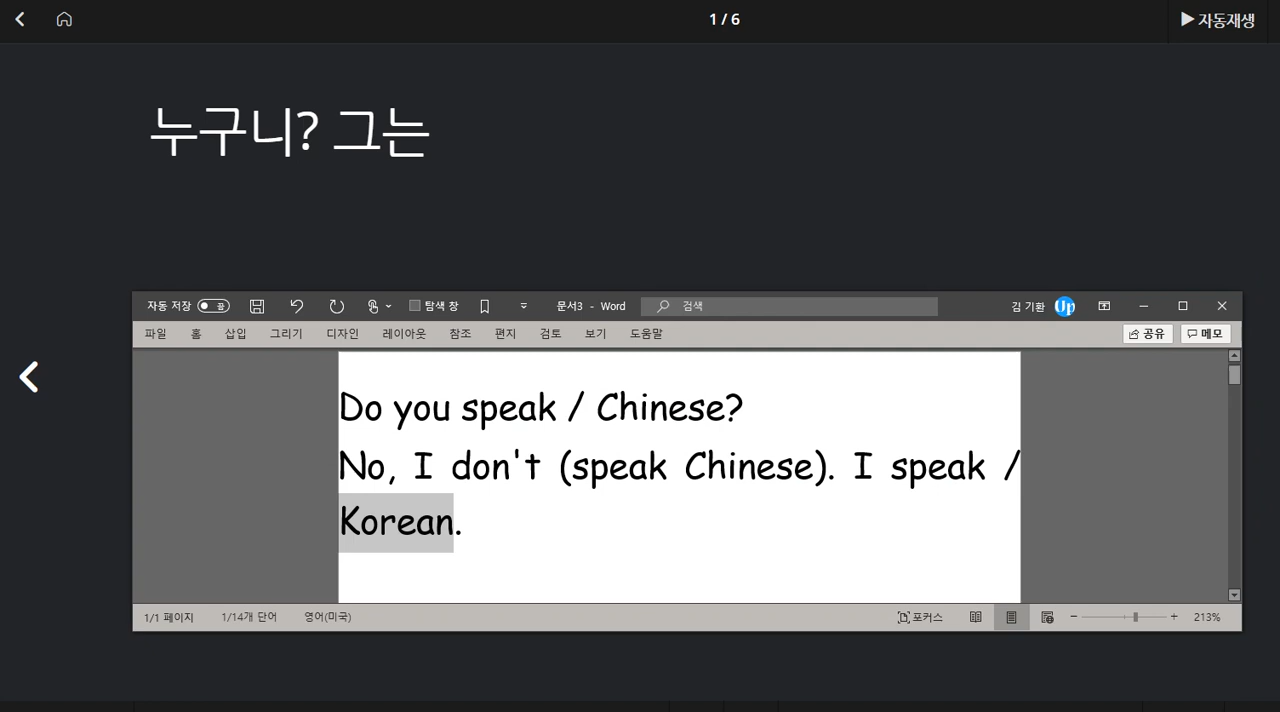 1 / 6
▶ 자동재생
누구니? 그는
자동 저장 끔 탐색 창 문서3 - Word 검색 김 기환 Up
파일 홈 삽입 그리기 디자인 레이아웃 참조 편지 검토 보기 도움말 공유 메모
Do you speak / Chinese?
No, I don't (speak Chinese). I speak /
Korean.
1/1 페이지 1/14개 단어 영어(미국) 포커스 213%